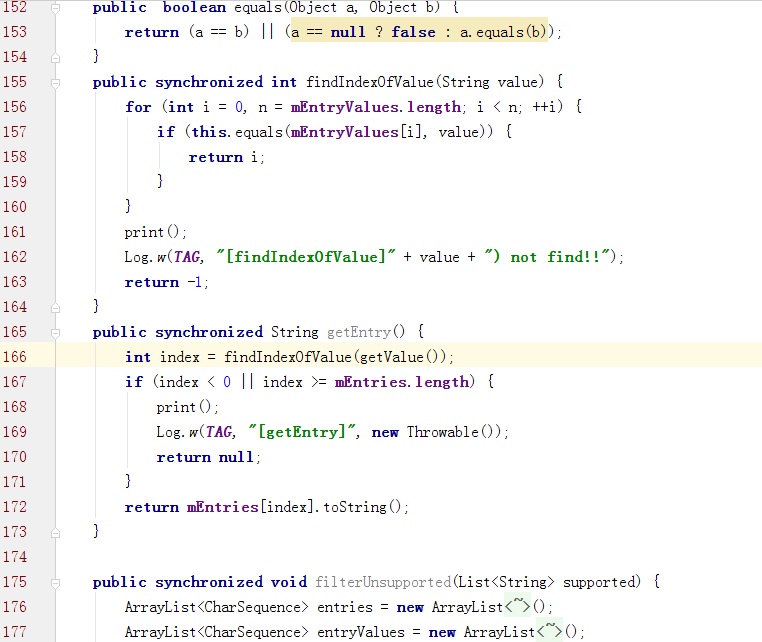 152 public boolean equals(Object a, Object b) {
153 return (a == b) || (a == null ? false : a.equals(b));
154 }
155 public synchronized int findIndexOfValue(String value) {
156 for (int i = 0, n = mEntryValues.length; i < n; ++i) {
157 if (this.equals(mEntryValues[i], value)) {
158 return i;
159 }
160 }
161 print();
162 Log.w(TAG, "[findIndexOfValue]" + value + ") not find!!");
163 return -1;
164 }
165 public synchronized String getEntry() {
166 int index = findIndexOfValue(getValue());
167 if (index < 0 || index >= mEntries.length) {
168 print();
169 Log.w(TAG, "[getEntry]", new Throwable());
170 return null;
171 }
172 return mEntries[index].toString();
173 }
174
175 public synchronized void filterUnsupported(List<String> supported) {
176 ArrayList<CharSequence> entries = new ArrayList<~>();
177 ArrayList<CharSequence> entryValues = new ArrayList<~>();